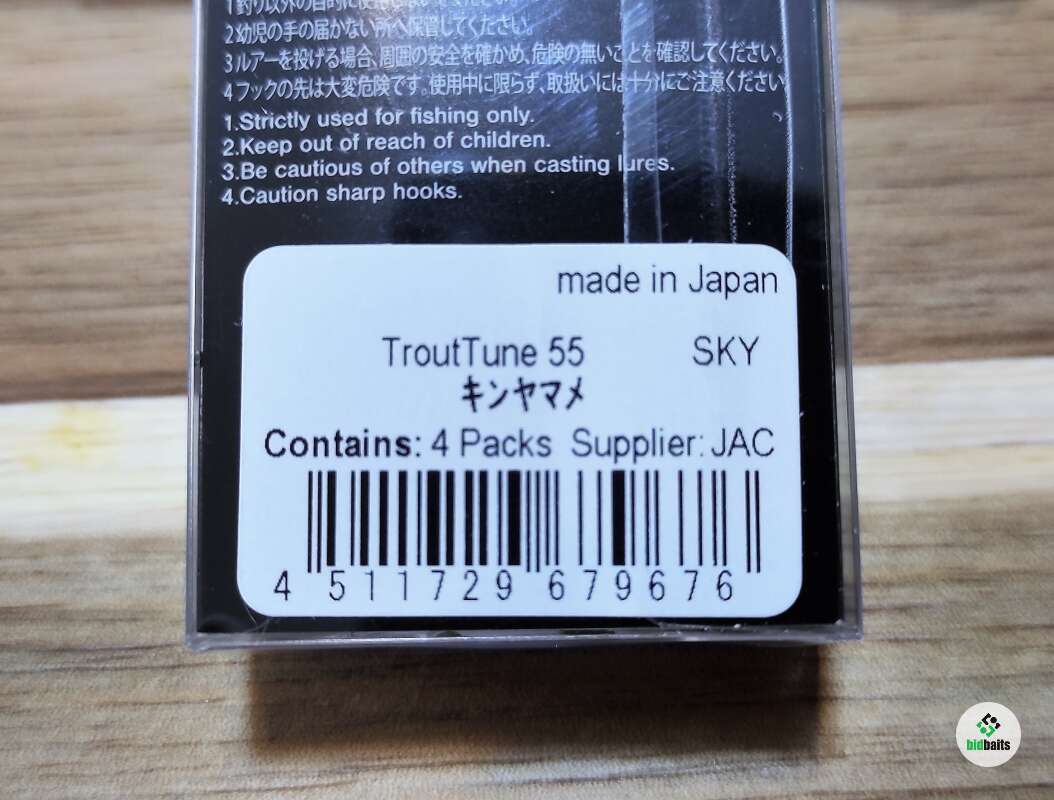 2幼児の手の届かない所へ保管してください。
3ルアーを投げる場合、周囲の安全を確かめ、危険の無いことを確認してください。
4フックの先は大変危険です。使用中に限らず、取扱いには十分にご注意ください
1.Strictly used for fishing only.
2.Keep out of reach of children.
3.Be cautious of others when casting lures.
4.Caution sharp hooks.
made in Japan
TroutTune 55 SKY
キンヤマメ
Contains: 4 Packs Supplier: JAC
4 511729 679676
bidbaits